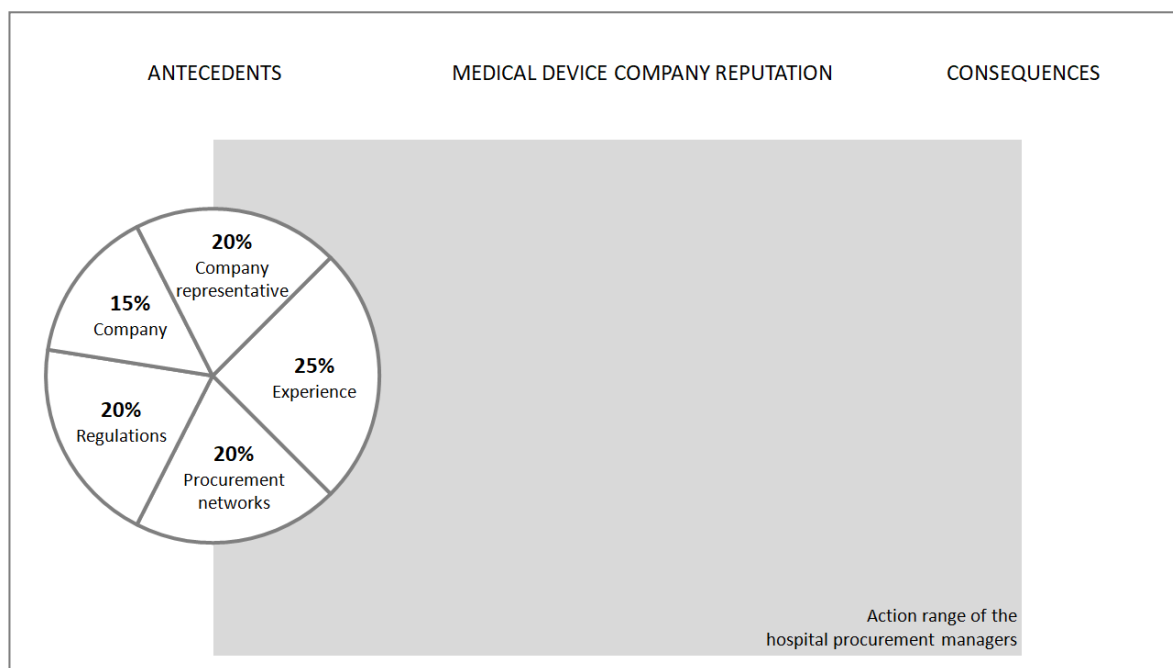 ANTECEDENTS
MEDICAL DEVICE COMPANY REPUTATION
CONSEQUENCES
20%
Company
representative
15%
Company
25%
Experience
20%
Regulations
20%
Procurement
networks
Action range of the
hospital procurement managers